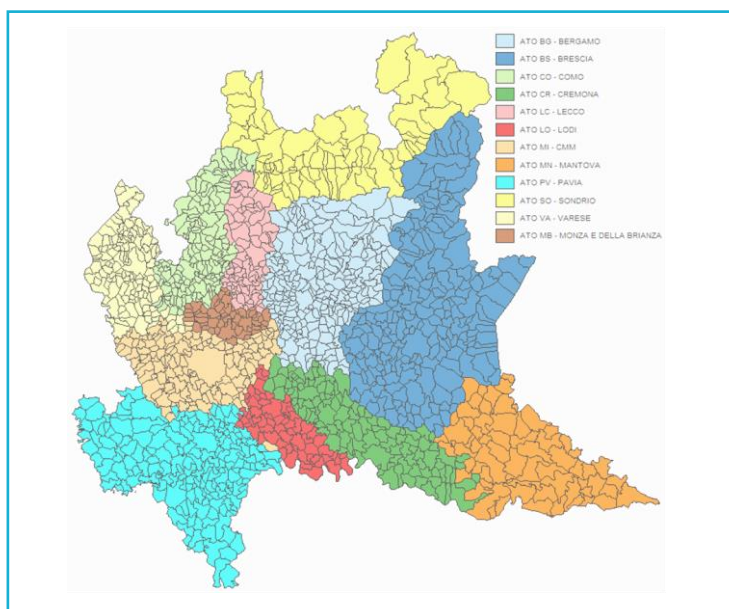 ATO BG - BERGAMO
ATO BS - BRESCIA
ATO CO - COMO
ATO CR - CREMONA
ATO LC - LECCO
ATO LO - LODI
ATO MI - CMM
ATO MN - MANTOVA
ATO PV - PAVIA
ATO SO - SONDRIO
ATO VA - VARESE
ATO MB - MONZA E DELLA BRIANZA